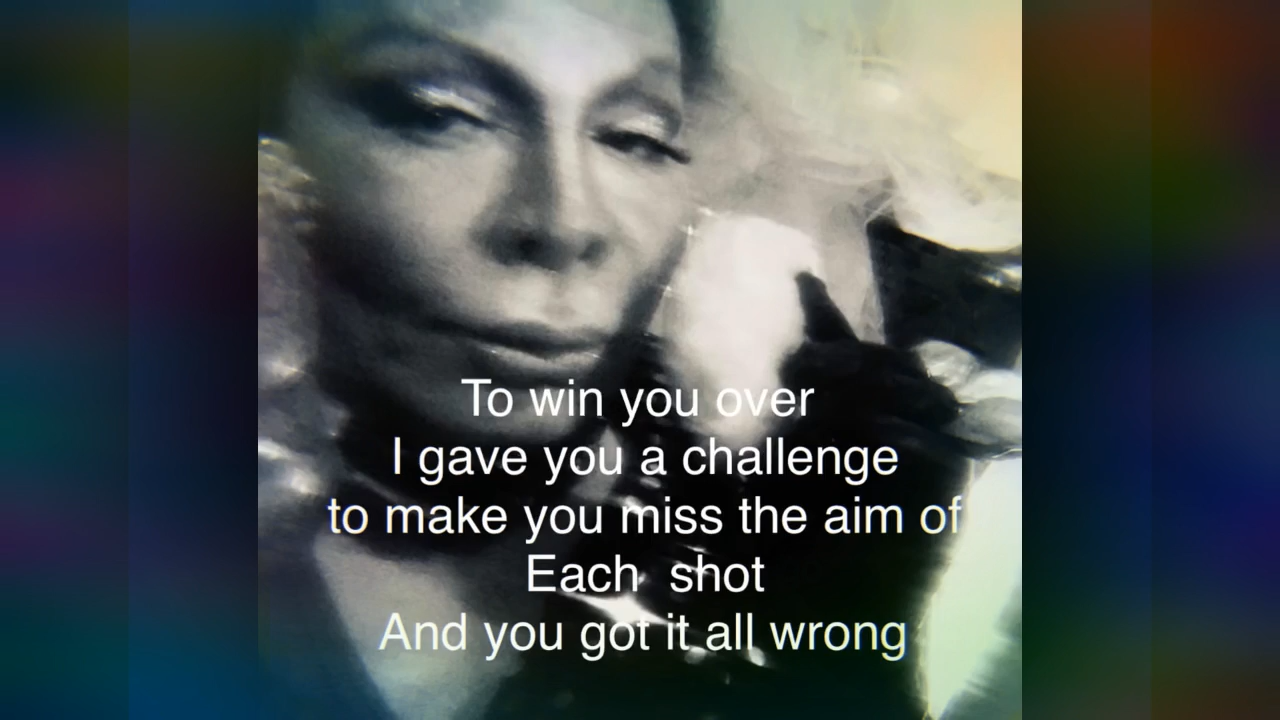 To win you over
I gave you a challenge
to make you miss the aim of
Each  shot
And you got it all wrong